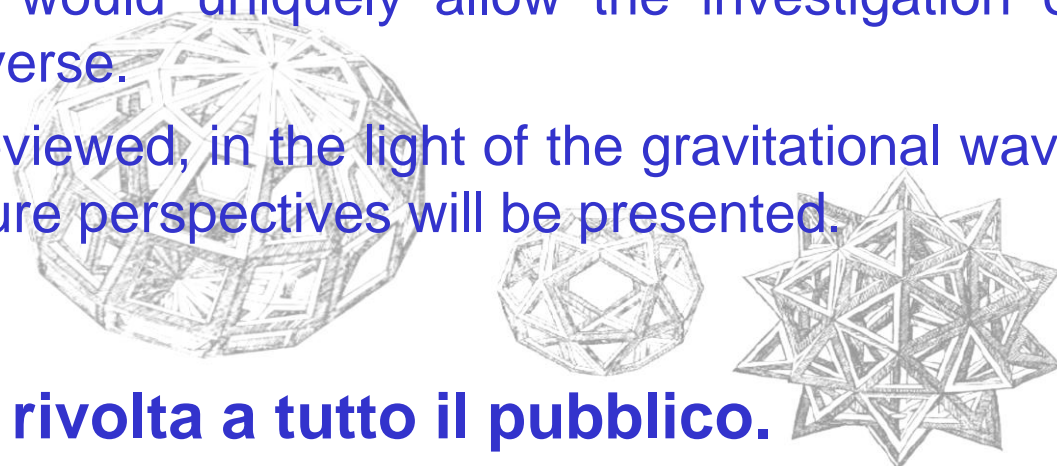 would uniquely allow the investigation
verse.
viewed, in the light of the gravitational wav
ure perspectives will be presented.
rivolta a tutto il pubblico.